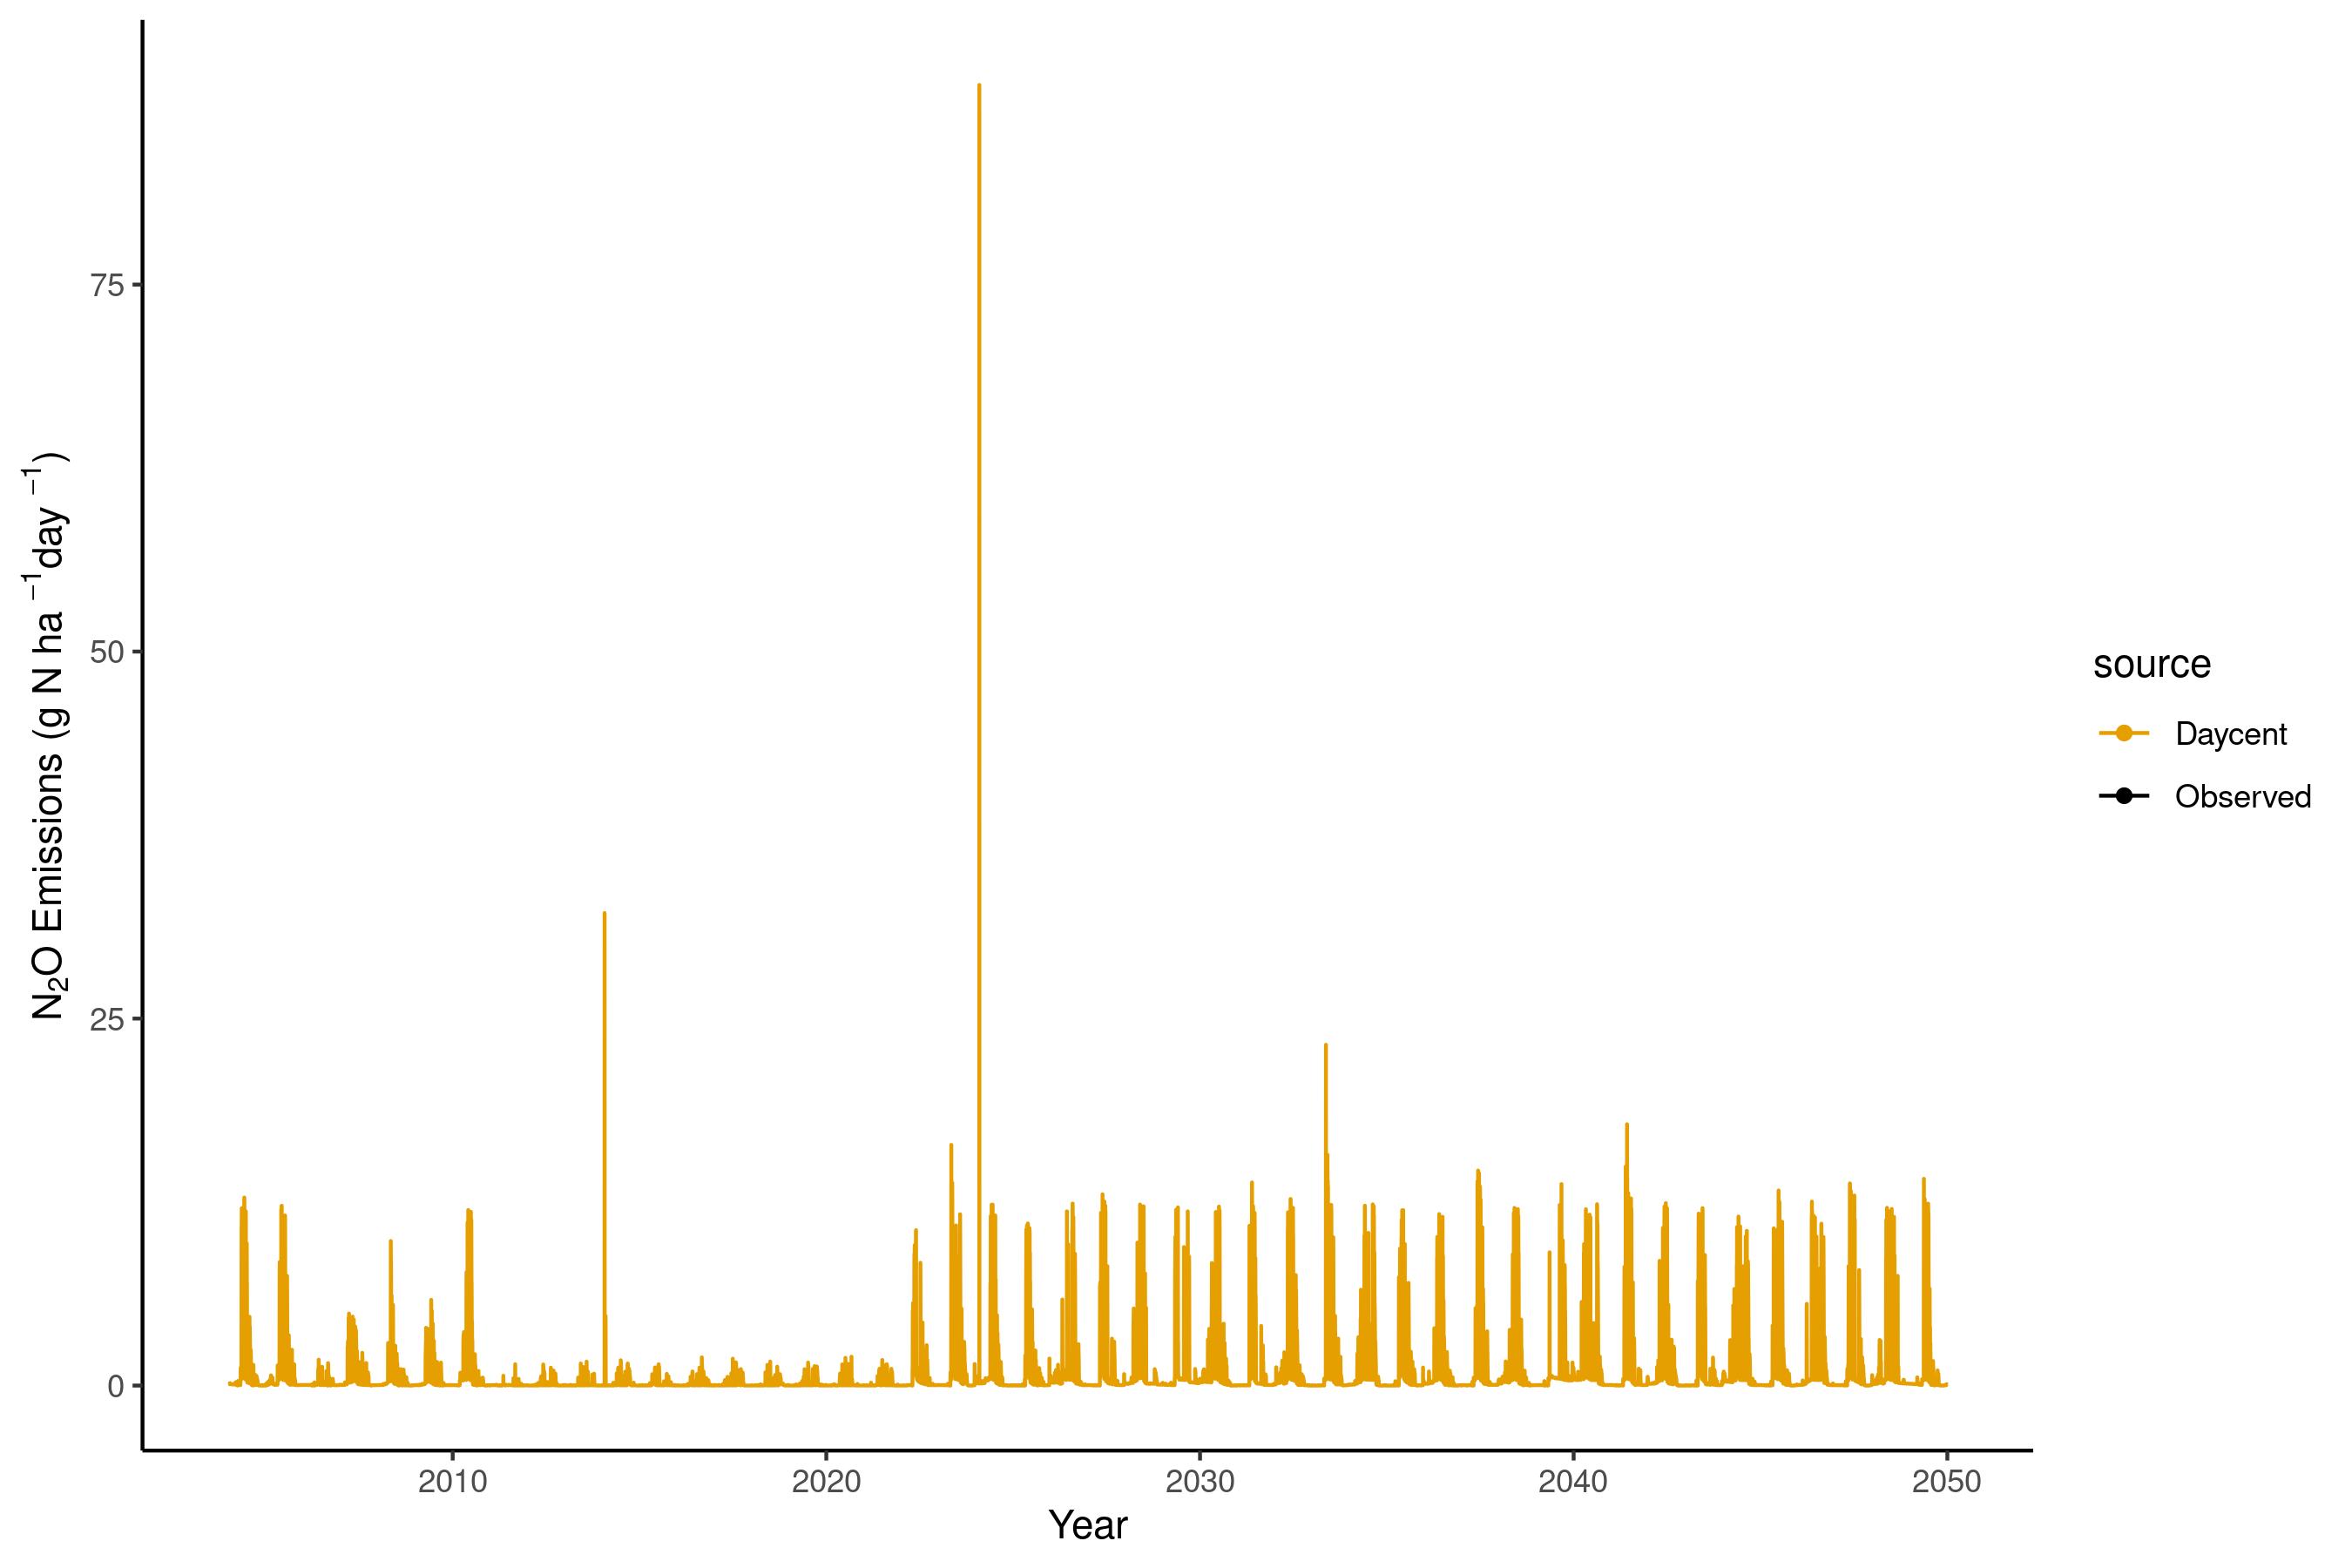 N₂O Emissions (g N ha ⁻¹day ⁻¹)
75
50
25
0
2010 2020 2030 2040 2050
Year
source
Daycent
Observed